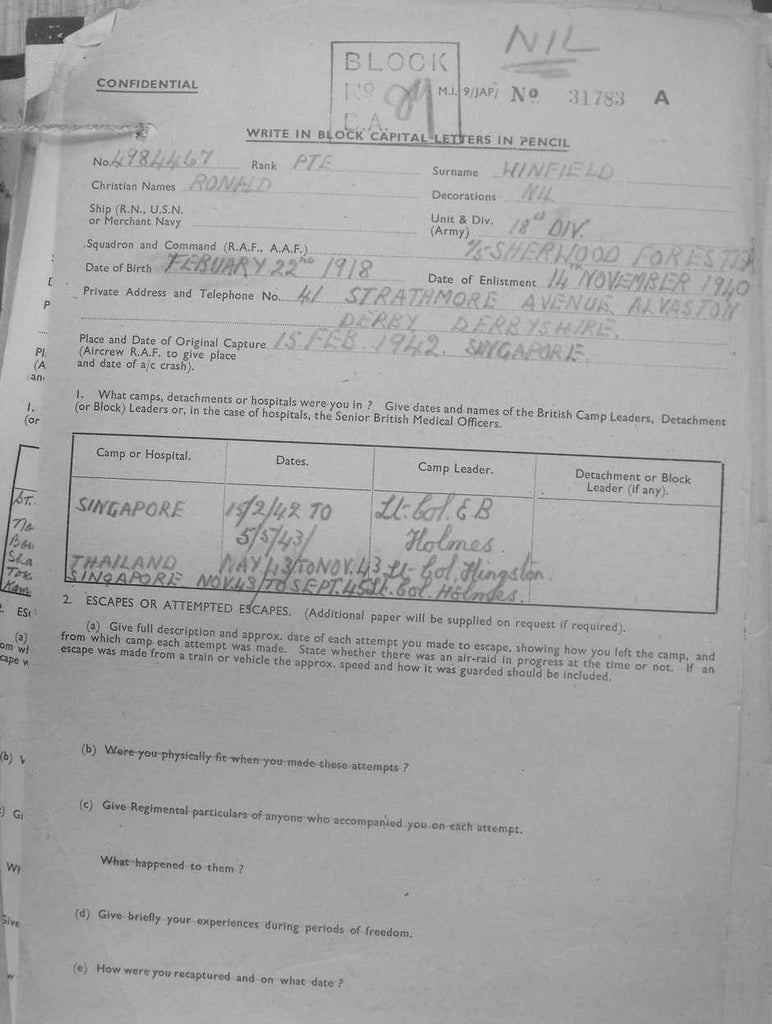 NIL
BLOCK
No
CONFIDENTIAL
M.I. 9/JAP/ No 31783 A
WRITE IN BLOCK CAPITAL LETTERS IN PENCIL
No. 4984467 Rank PTE Surname WINFIELD
Christian Names RONALD Decorations NIL
Ship (R.N., U.S.N. or Merchant Navy Unit & Div. (Army) 18th DIV.
Squadron and Command (R.A.F., A.A.F.) 1/5 SHERWOOD FORESTER
Date of Birth FEBUARY 22ND 1918 Date of Enlistment 14TH NOVEMBER 1940
Private Address and Telephone No. 41 STRATHMORE AVENUE ALVASTON
DERBY DERBYSHIRE.
Place and Date of Original Capture 15 FEB 1942. SINGAPORE.
(Aircrew R.A.F. to give place
and date of a/c crash).
1. What camps, detachments or hospitals were you in ? Give dates and names of the British Camp Leaders, Detachment
(or Block) Leaders or, in the case of hospitals, the Senior British Medical Officers.
Camp or Hospital. Dates. Camp Leader. Detachment or Block
Leader (if any).
SINGAPORE 15/2/42 TO Lt-Col. E B
5/5/43/ Holmes.
THAILAND MAY 43/TO NOV. 43 Lt-Col. Hingston.
SINGAPORE NOV.43/TO SEPT.45 Lt. Col. Holmes.
2. ESCAPES OR ATTEMPTED ESCAPES. (Additional paper will be supplied on request if required).
(a) Give full description and approx. date of each attempt you made to escape, showing how you left the camp, and
from which camp each attempt was made. State whether there was an air-raid in progress at the time or not. If an
escape was made from a train or vehicle the approx. speed and how it was guarded should be included.
(b) Were you physically fit when you made these attempts ?
(c) Give Regimental particulars of anyone who accompanied you on each attempt.
What happened to them ?
(d) Give briefly your experiences during periods of freedom.
(e) How were you recaptured and on what date ?